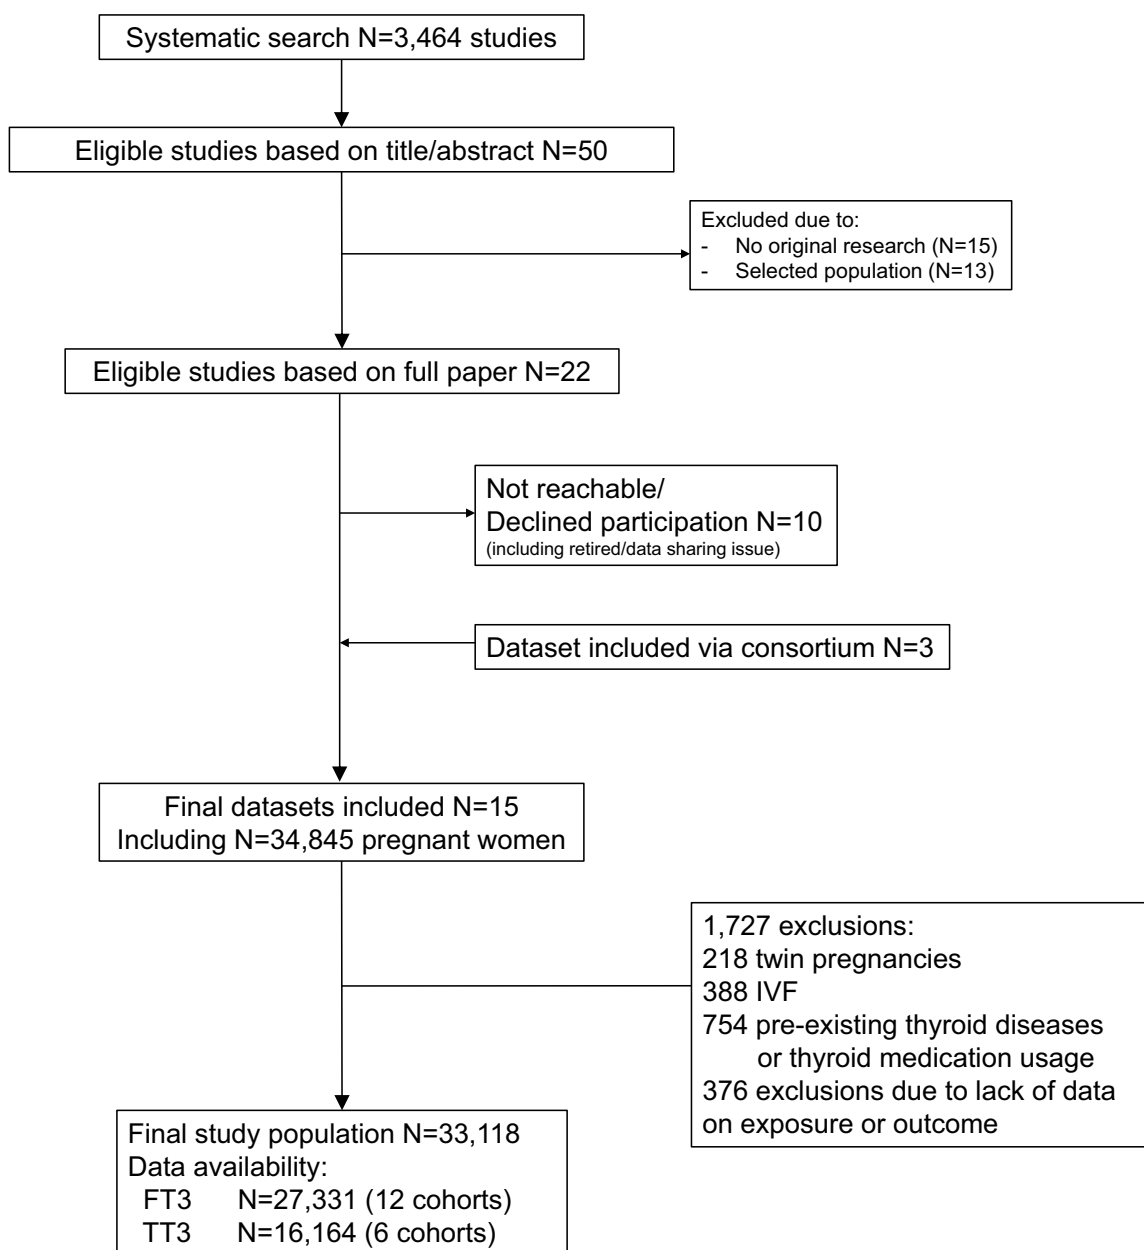 Systematic search N=3,464 studies
Eligible studies based on title/abstract N=50
Excluded due to:
- No original research (N=15)
- Selected population (N=13)
Eligible studies based on full paper N=22
Not reachable/
Declined participation N=10
(including retired/data sharing issue)
Dataset included via consortium N=3
Final datasets included N=15
Including N=34,845 pregnant women
1,727 exclusions:
218 twin pregnancies
388 IVF
754 pre-existing thyroid diseases
or thyroid medication usage
376 exclusions due to lack of data
on exposure or outcome
Final study population N=33,118
Data availability:
FT3 N=27,331 (12 cohorts)
TT3 N=16,164 (6 cohorts)